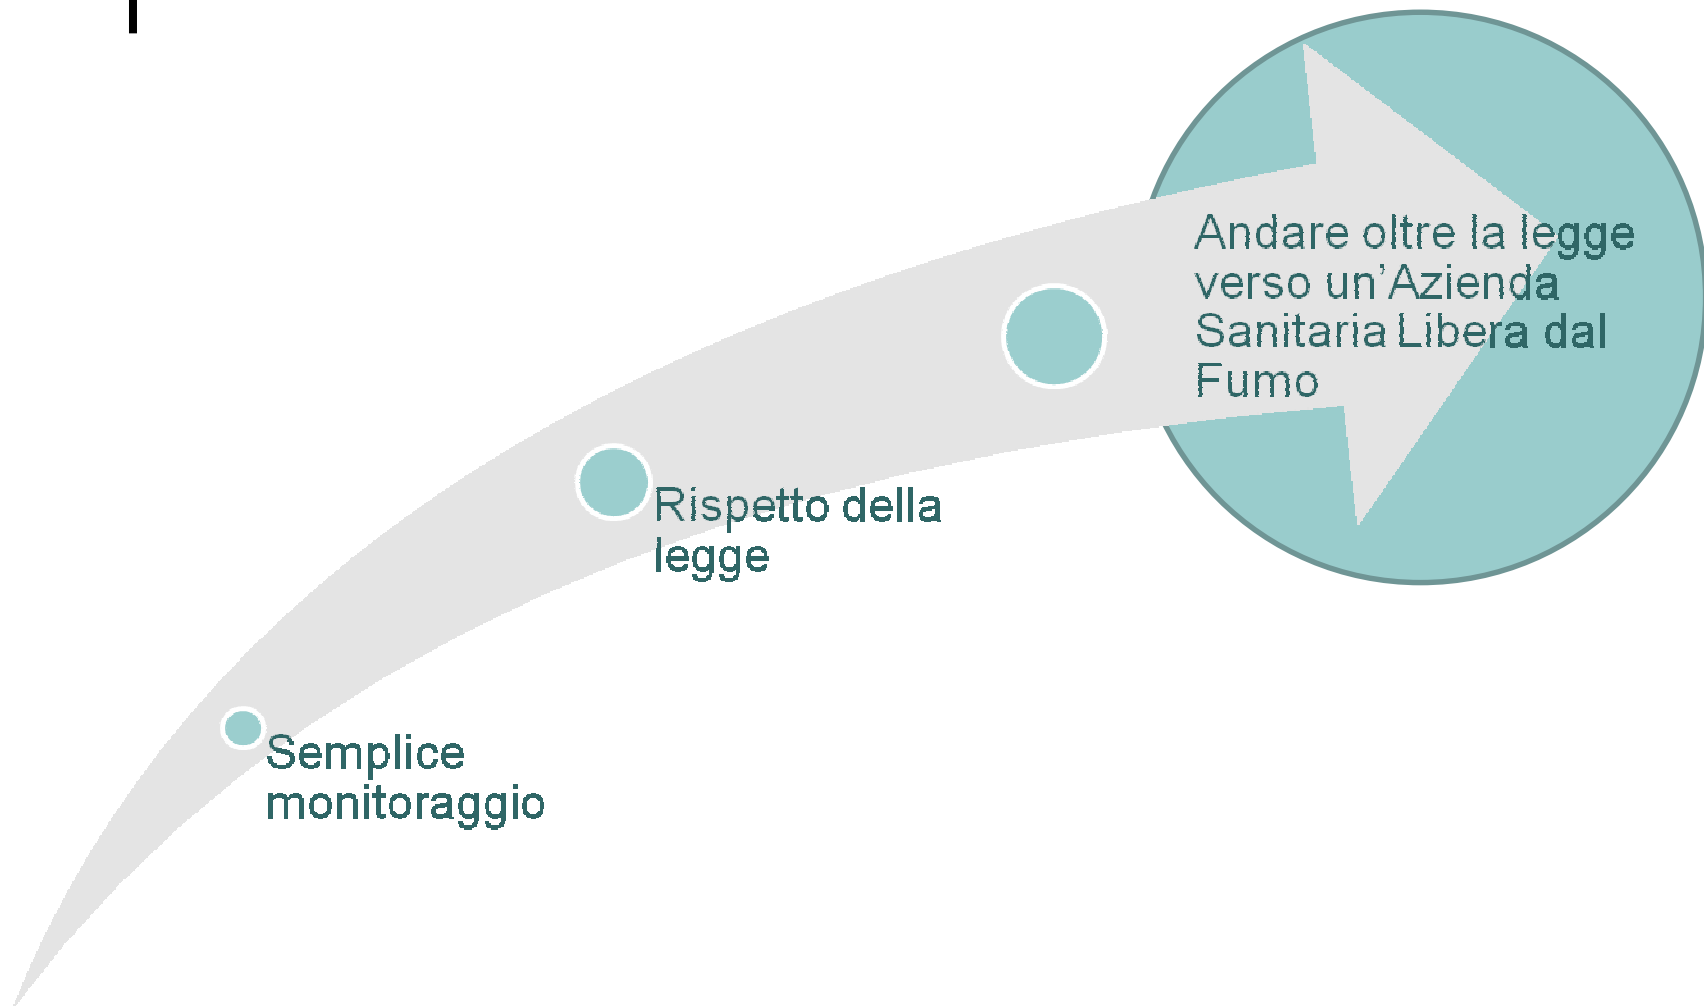 Andare oltre la legge
verso un’Azienda
Sanitaria Libera dal
Fumo
Rispetto della
legge
Semplice
monitoraggio